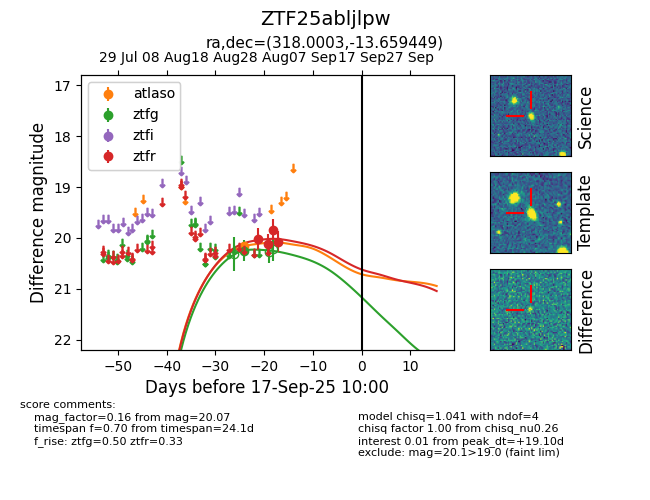 ZTF25abljlpw
ra,dec=(318.0003,-13.659449)
29 Jul 08 Aug18 Aug28 Aug07 Sep17 Sep27 Sep
17
18
19
20
21
22
Difference magnitude
atlaso
ztfg
ztfi
ztfr
−50
−40
−30
−20
−10
0
10
Days before 17-Sep-25 10:00
Science
Template
Difference
score comments:
mag_factor=0.16 from mag=20.07
timespan f=0.70 from timespan=24.1d
f_rise: ztfg=0.50 ztfr=0.33
model chisq=1.041 with ndof=4
chisq factor 1.00 from chisq_nu0.26
interest 0.01 from peak_dt=+19.10d
exclude: mag=20.1>19.0 (faint lim)